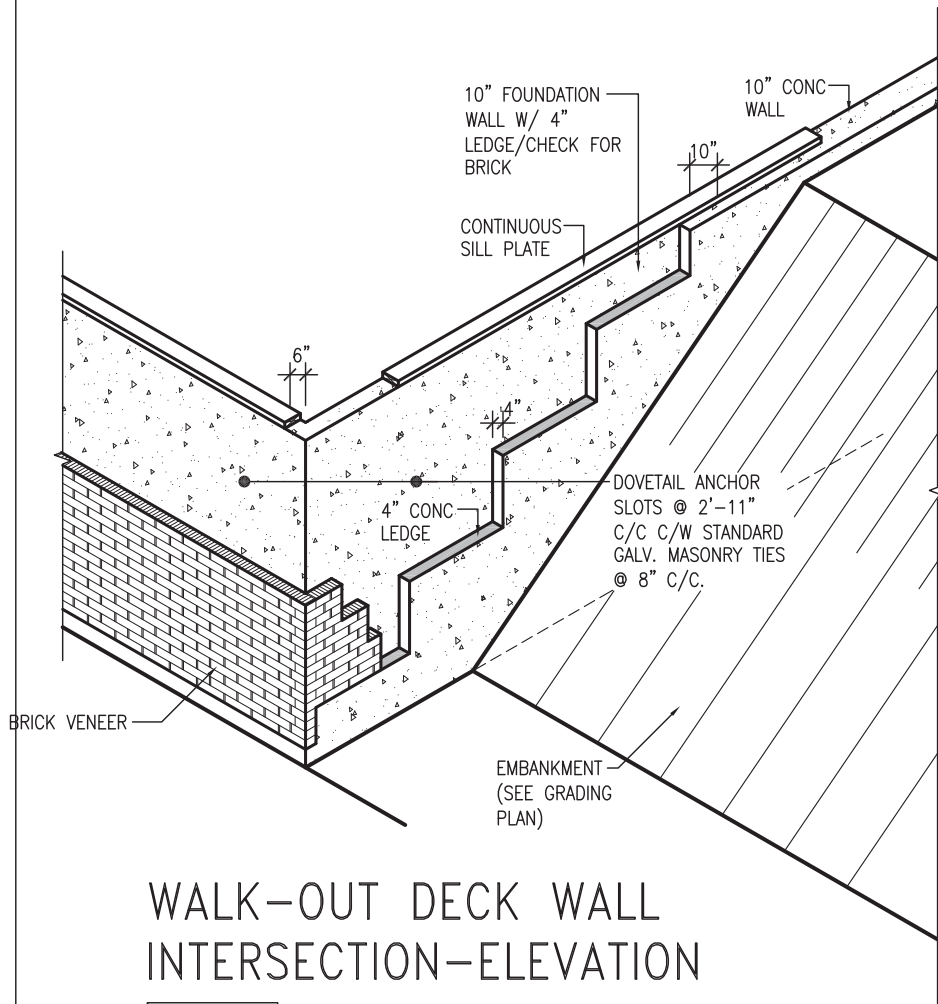 10" FOUNDATION
WALL W/ 4"
LEDGE/CHECK FOR
BRICK
10" CONC
WALL
10"
CONTINUOUS
SILL PLATE
6"
4"
4" CONC
LEDGE
DOVETAIL ANCHOR
SLOTS @ 2'-11"
C/C C/W STANDARD
GALV. MASONRY TIES
@ 8" C/C.
BRICK VENEER
EMBANKMENT
(SEE GRADING
PLAN)
WALK-OUT DECK WALL
INTERSECTION-ELEVATION